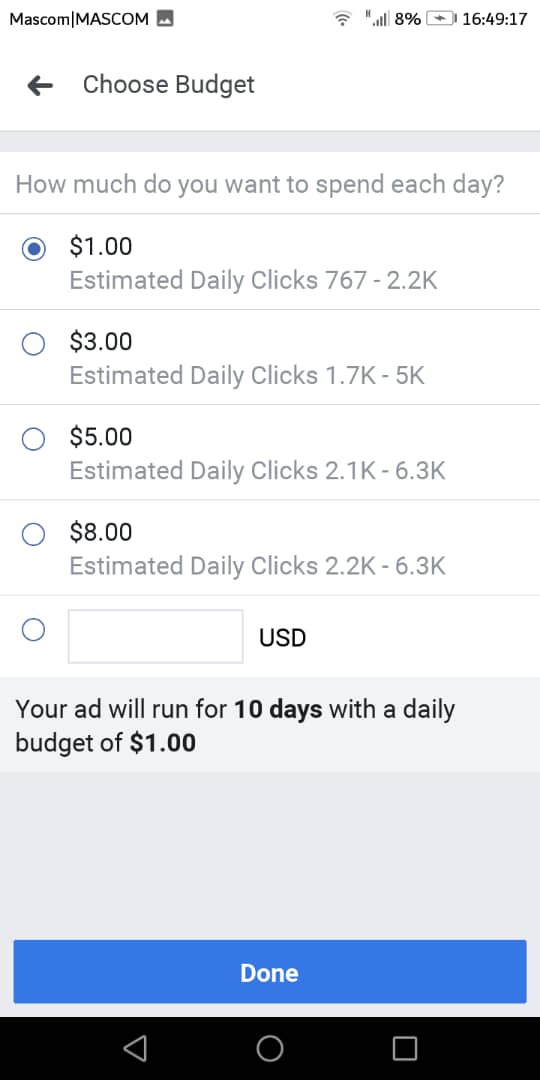 Mascom|MASCOM 8% 16:49:17
Choose Budget
How much do you want to spend each day?
$1.00
Estimated Daily Clicks 767 - 2.2K
$3.00
Estimated Daily Clicks 1.7K - 5K
$5.00
Estimated Daily Clicks 2.1K - 6.3K
$8.00
Estimated Daily Clicks 2.2K - 6.3K
USD
Your ad will run for 10 days with a daily
budget of $1.00
Done